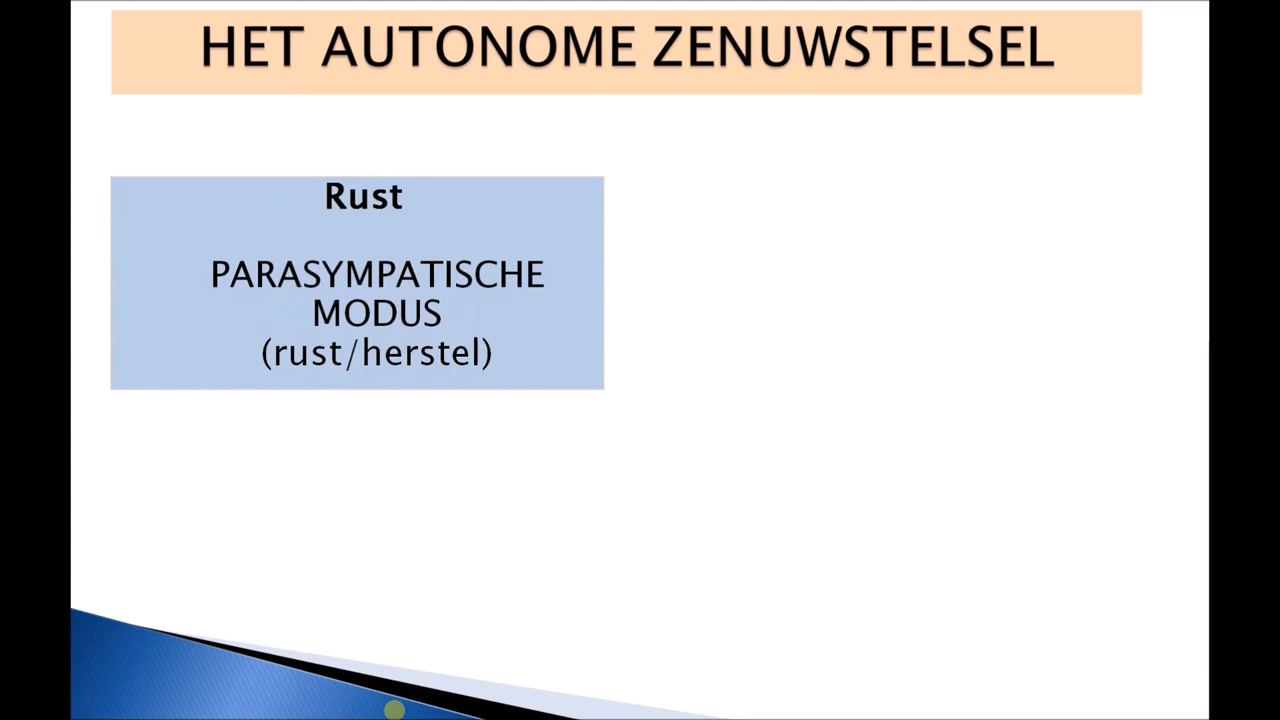 HET AUTONOME ZENUWSTELSEL
Rust
PARASYMPATISCHE
MODUS
(rust/herstel)